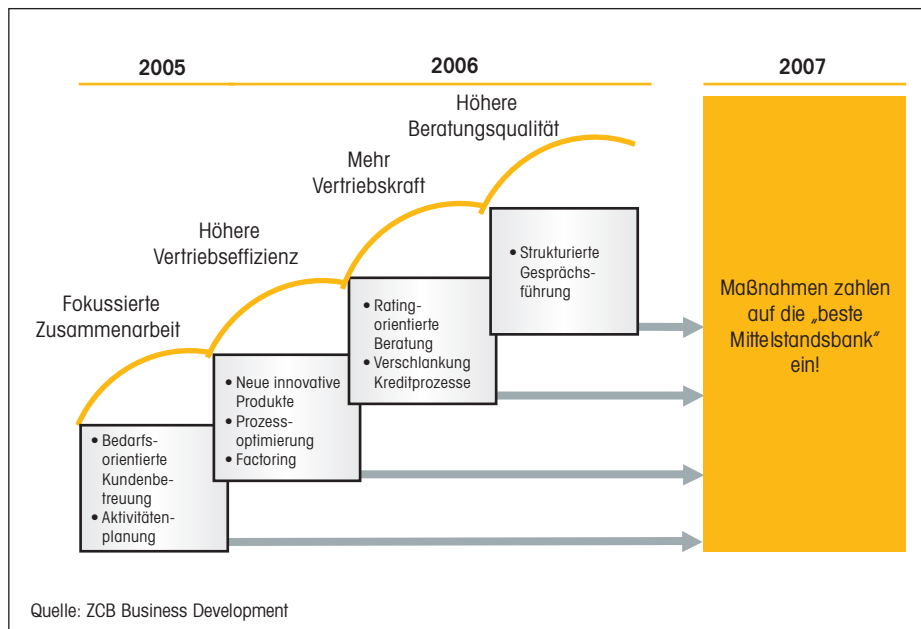 2005
2006
2007
Höhere
Beratungsqualität
Mehr
Vertriebskraft
Höhere
Vertriebseffizienz
Fokussierte
Zusammenarbeit
• Bedarfs-
orientierte
Kundenbe-
treuung
• Aktivitäten-
planung
• Neue innovative
Produkte
• Prozess-
optimierung
• Factoring
• Rating-
orientierte
Beratung
• Verschlankung
Kreditprozesse
• Strukturierte
Gesprächs-
führung
Maßnahmen zahlen
auf die „beste
Mittelstandsbank“
ein!
Quelle: ZCB Business Development